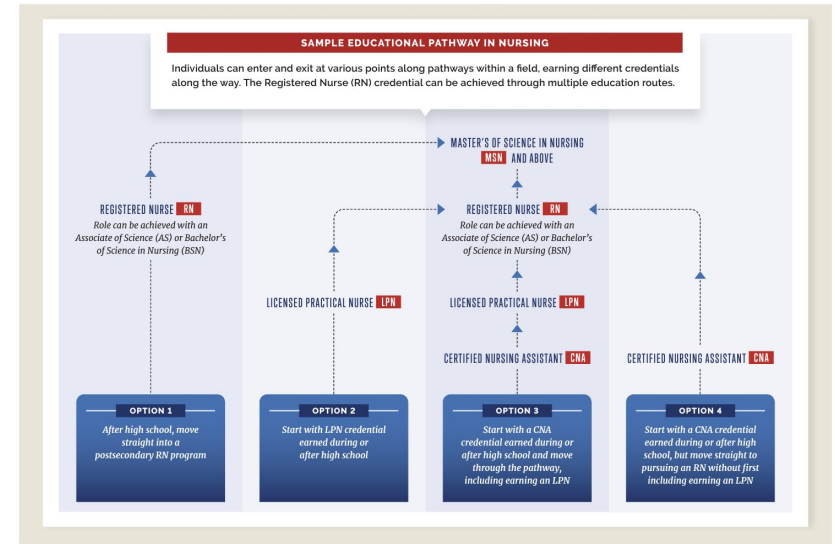 SAMPLE EDUCATIONAL PATHWAY IN NURSING
Individuals can enter and exit at various points along pathways within a field, earning different credentials
along the way. The Registered Nurse (RN) credential can be achieved through multiple education routes.
MASTER'S OF SCIENCE IN NURSING
MSN AND ABOVE
REGISTERED NURSE RN
Role can be achieved with an
Associate of Science (AS) or Bachelor's
of Science in Nursing (BSN)
REGISTERED NURSE RN
Role can be achieved with an
Associate of Science (AS) or Bachelor's
of Science in Nursing (BSN)
LICENSED PRACTICAL NURSE LPN
LICENSED PRACTICAL NURSE LPN
CERTIFIED NURSING ASSISTANT CNA
CERTIFIED NURSING ASSISTANT CNA
OPTION 1
After high school, move
straight into a
postsecondary RN program
OPTION 2
Start with LPN credential
earned during or
after high school
OPTION 3
Start with a CNA
credential earned during or
after high school and move
through the pathway,
including earning an LPN
OPTION 4
Start with a CNA credential
earned during or after high
school, but move straight to
pursuing an RN without first
including earning an LPN